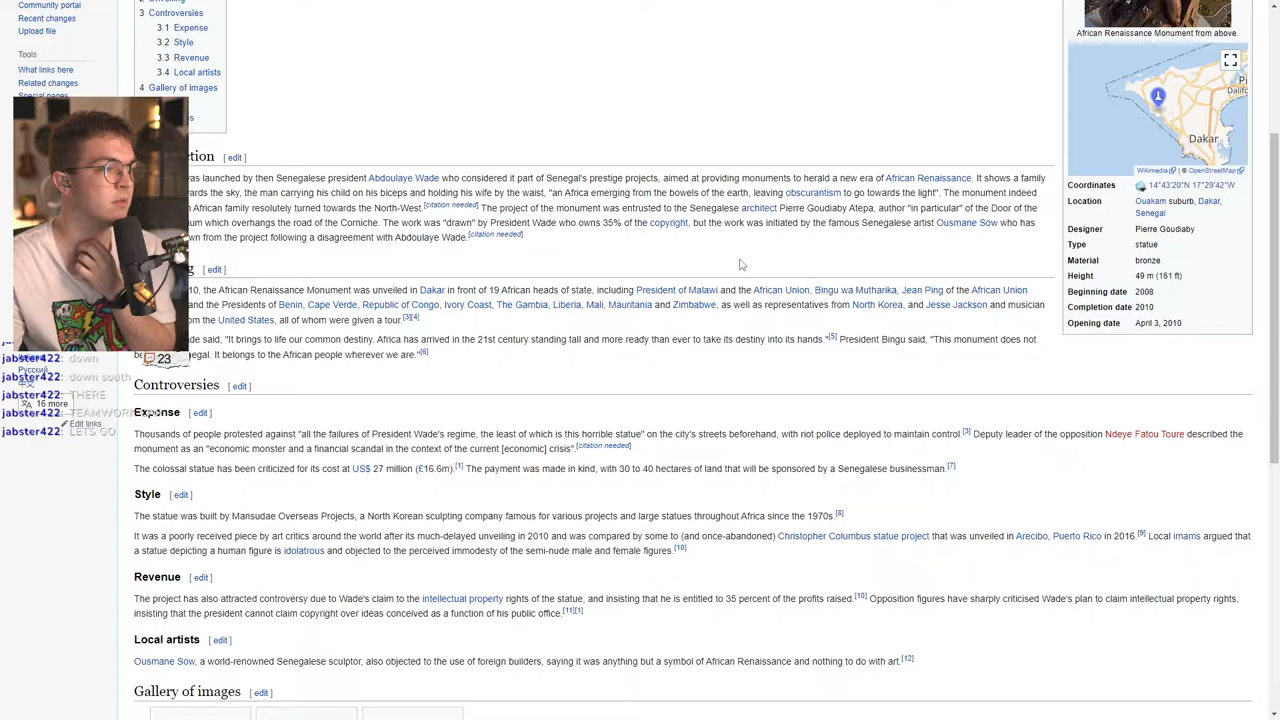 Community portal
Recent changes
Upload file
Tools
What links here
Related changes
Special pages
3 Controversies
3.1 Expense
3.2 Style
3.3 Revenue
3.4 Local artists
4 Gallery of images
African Renaissance Monument from above.
Dakar
Wikimedia | © OpenStreetMap
Coordinates 14°43′20″N 17°29′42″W
Location Ouakam suburb, Dakar, Senegal
Designer Pierre Goudiaby
Type statue
Material bronze
Height 49 m (161 ft)
Beginning date 2008
Completion date 2010
Opening date April 3, 2010
[ edit ]
was launched by then Senegalese president Abdoulaye Wade who considered it part of Senegal's prestige projects, aimed at providing monuments to herald a new era of African Renaissance. It shows a family
the sky, the man carrying his child on his biceps and holding his wife by the waist, "an Africa emerging from the bowels of the earth, leaving obscurantism to go towards the light". The monument indeed
African family resolutely turned towards the North-West.[citation needed] The project of the monument was entrusted to the Senegalese architect Pierre Goudiaby Atepa, author "in particular" of the Door of the
which overhangs the road of the Corniche. The work was "drawn" by President Wade who owns 35% of the copyright, but the work was initiated by the famous Senegalese artist Ousmane Sow who has
from the project following a disagreement with Abdoulaye Wade.[citation needed]
[ edit ]
the African Renaissance Monument was unveiled in Dakar in front of 19 African heads of state, including President of Malawi and the African Union, Bingu wa Mutharika, Jean Ping of the African Union
and the Presidents of Benin, Cape Verde, Republic of Congo, Ivory Coast, The Gambia, Liberia, Mali, Mauritania and Zimbabwe, as well as representatives from North Korea, and Jesse Jackson and musician
the United States, all of whom were given a tour.[3][4]
said, "It brings to life our common destiny. Africa has arrived in the 21st century standing tall and more ready than ever to take its destiny into its hands."[5] President Bingu said, "This monument does not
It belongs to the African people wherever we are."[6]
23
jabster422: down
Русский
jabster422: down south
中文
jabster422: THERE
16 more
jabster422: TEAMWORK
Edit links
jabster422: LETS GO
Controversies [ edit ]
Expense [ edit ]
Thousands of people protested against "all the failures of President Wade's regime, the least of which is this horrible statue" on the city's streets beforehand, with riot police deployed to maintain control.[3] Deputy leader of the opposition Ndeye Fatou Toure described the
monument as an "economic monster and a financial scandal in the context of the current [economic] crisis".[citation needed]
The colossal statue has been criticized for its cost at US$ 27 million (£16.6m).[1] The payment was made in kind, with 30 to 40 hectares of land that will be sponsored by a Senegalese businessman.[7]
Style [ edit ]
The statue was built by Mansudae Overseas Projects, a North Korean sculpting company famous for various projects and large statues throughout Africa since the 1970s.[8]
It was a poorly received piece by art critics around the world after its much-delayed unveiling in 2010 and was compared by some to (and once-abandoned) Christopher Columbus statue project that was unveiled in Arecibo, Puerto Rico in 2016.[9] Local imams argued that
a statue depicting a human figure is idolatrous and objected to the perceived immodesty of the semi-nude male and female figures.[10]
Revenue [ edit ]
The project has also attracted controversy due to Wade's claim to the intellectual property rights of the statue, and insisting that he is entitled to 35 percent of the profits raised.[10] Opposition figures have sharply criticised Wade's plan to claim intellectual property rights,
insisting that the president cannot claim copyright over ideas conceived as a function of his public office.[11][1]
Local artists [ edit ]
Ousmane Sow, a world-renowned Senegalese sculptor, also objected to the use of foreign builders, saying it was anything but a symbol of African Renaissance and nothing to do with art.[12]
Gallery of images [ edit ]